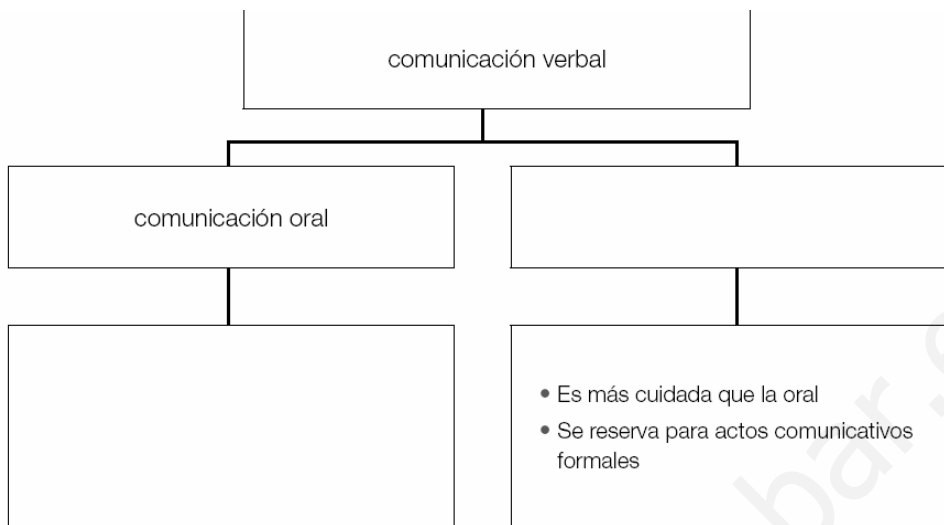 comunicación verbal
comunicación oral
• Es más cuidada que la oral
• Se reserva para actos comunicativos
formales